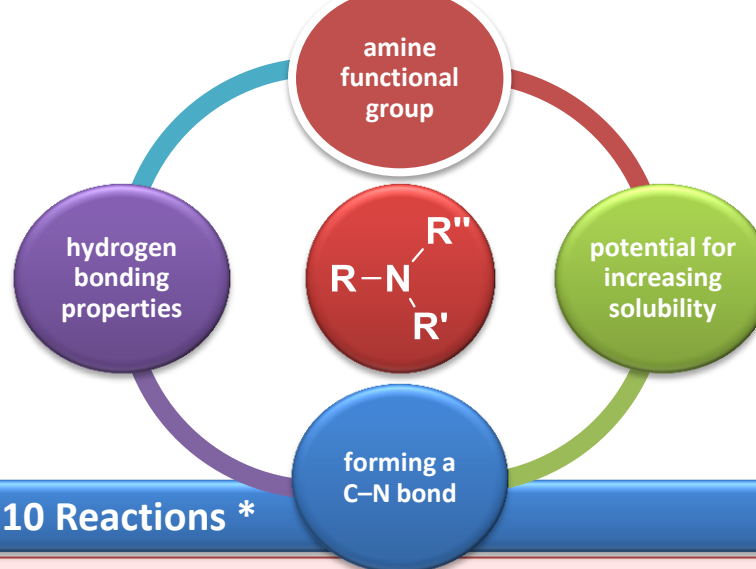 amine
functional
group
hydrogen
bonding
properties
R''
R–N
R'
potential for
increasing
solubility
forming a
C–N bond
10 Reactions *